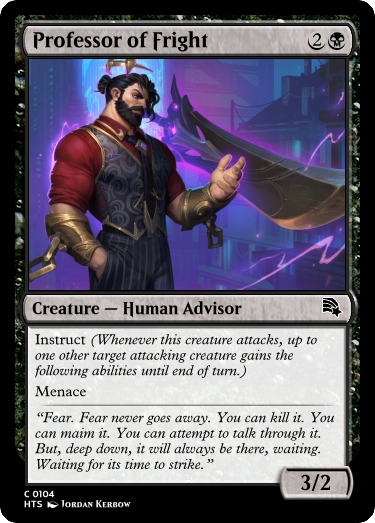 Professor of Fright 2
Creature — Human Advisor
Instruct (Whenever this creature attacks, up to
one other target attacking creature gains the
following abilities until end of turn.)
Menace
“Fear. Fear never goes away. You can kill it. You
can maim it. You can attempt to talk through it.
But, deep down, it will always be there, waiting.
Waiting for its time to strike.”
3/2
C 0104
HTS Jordan Kerbow